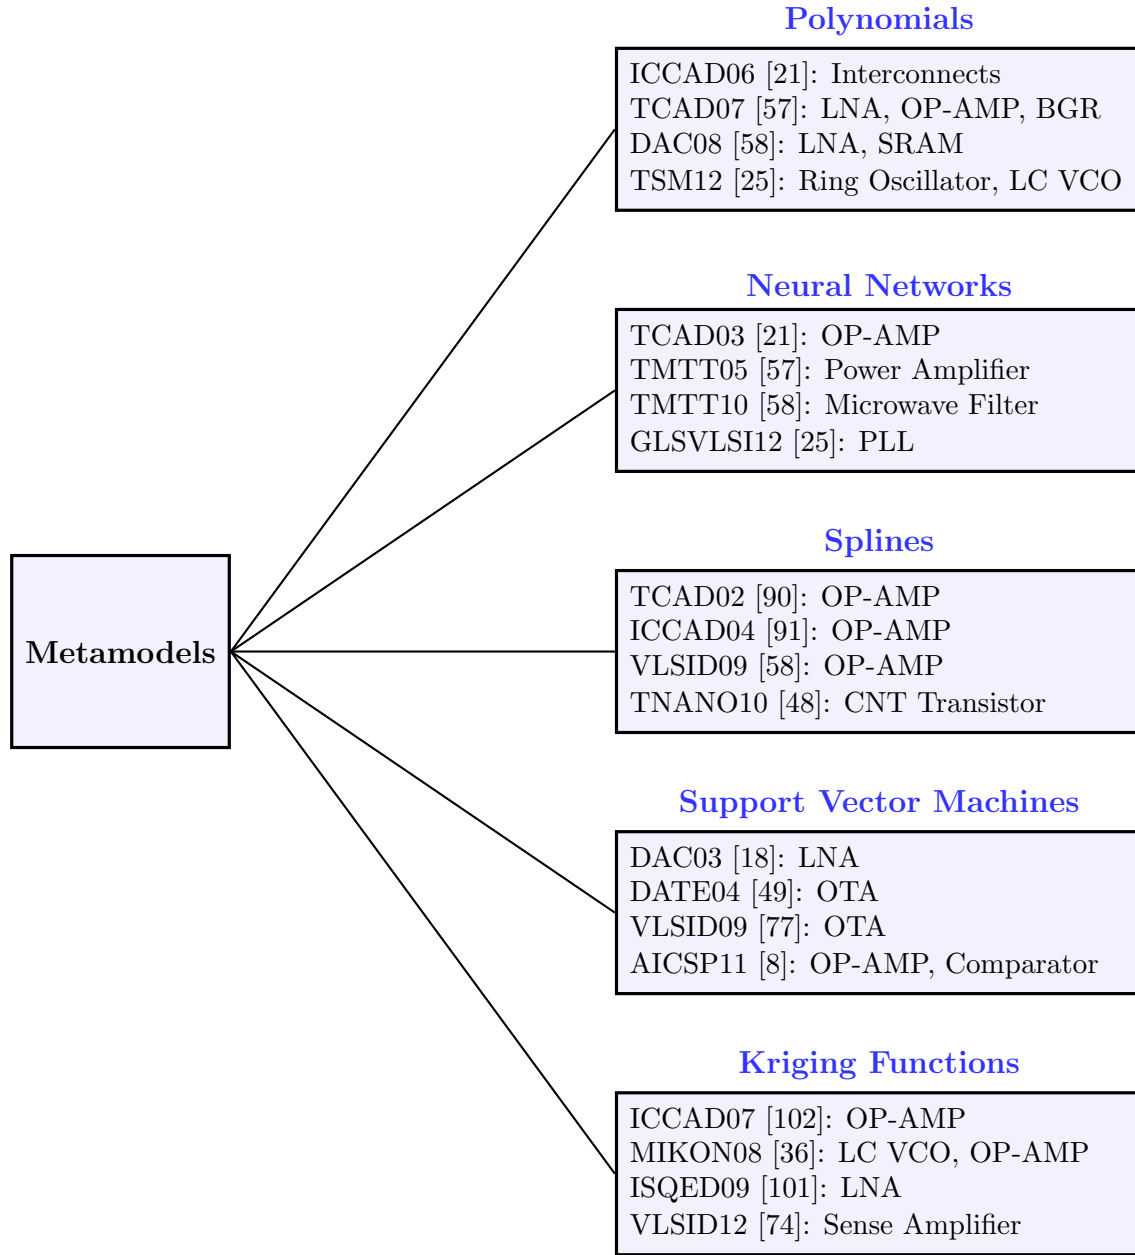 Polynomials
ICCAD06 [21]: Interconnects
TCAD07 [57]: LNA, OP-AMP, BGR
DAC08 [58]: LNA, SRAM
TSM12 [25]: Ring Oscillator, LC VCO
Neural Networks
TCAD03 [21]: OP-AMP
TMTT05 [57]: Power Amplifier
TMTT10 [58]: Microwave Filter
GLSVLSI12 [25]: PLL
Splines
TCAD02 [90]: OP-AMP
ICCAD04 [91]: OP-AMP
VLSID09 [58]: OP-AMP
TNANO10 [48]: CNT Transistor
Metamodels
Support Vector Machines
DAC03 [18]: LNA
DATE04 [49]: OTA
VLSID09 [77]: OTA
AICSP11 [8]: OP-AMP, Comparator
Kriging Functions
ICCAD07 [102]: OP-AMP
MIKON08 [36]: LC VCO, OP-AMP
ISQED09 [101]: LNA
VLSID12 [74]: Sense Amplifier